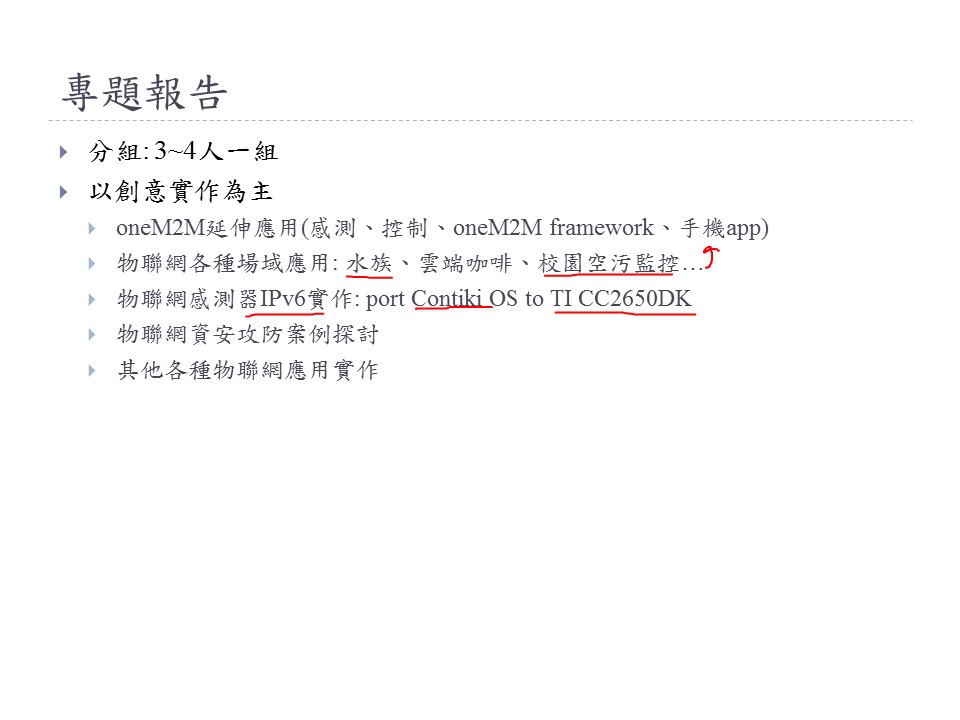 專題報告
分組: 3~4人一組
以創意實作為主
oneM2M延伸應用(感測、控制、oneM2M framework、手機app)
物聯網各種場域應用: 水族、雲端咖啡、校園空污監控…
物聯網感測器IPv6實作: port Contiki OS to TI CC2650DK
物聯網資安攻防案例探討
其他各種物聯網應用實作